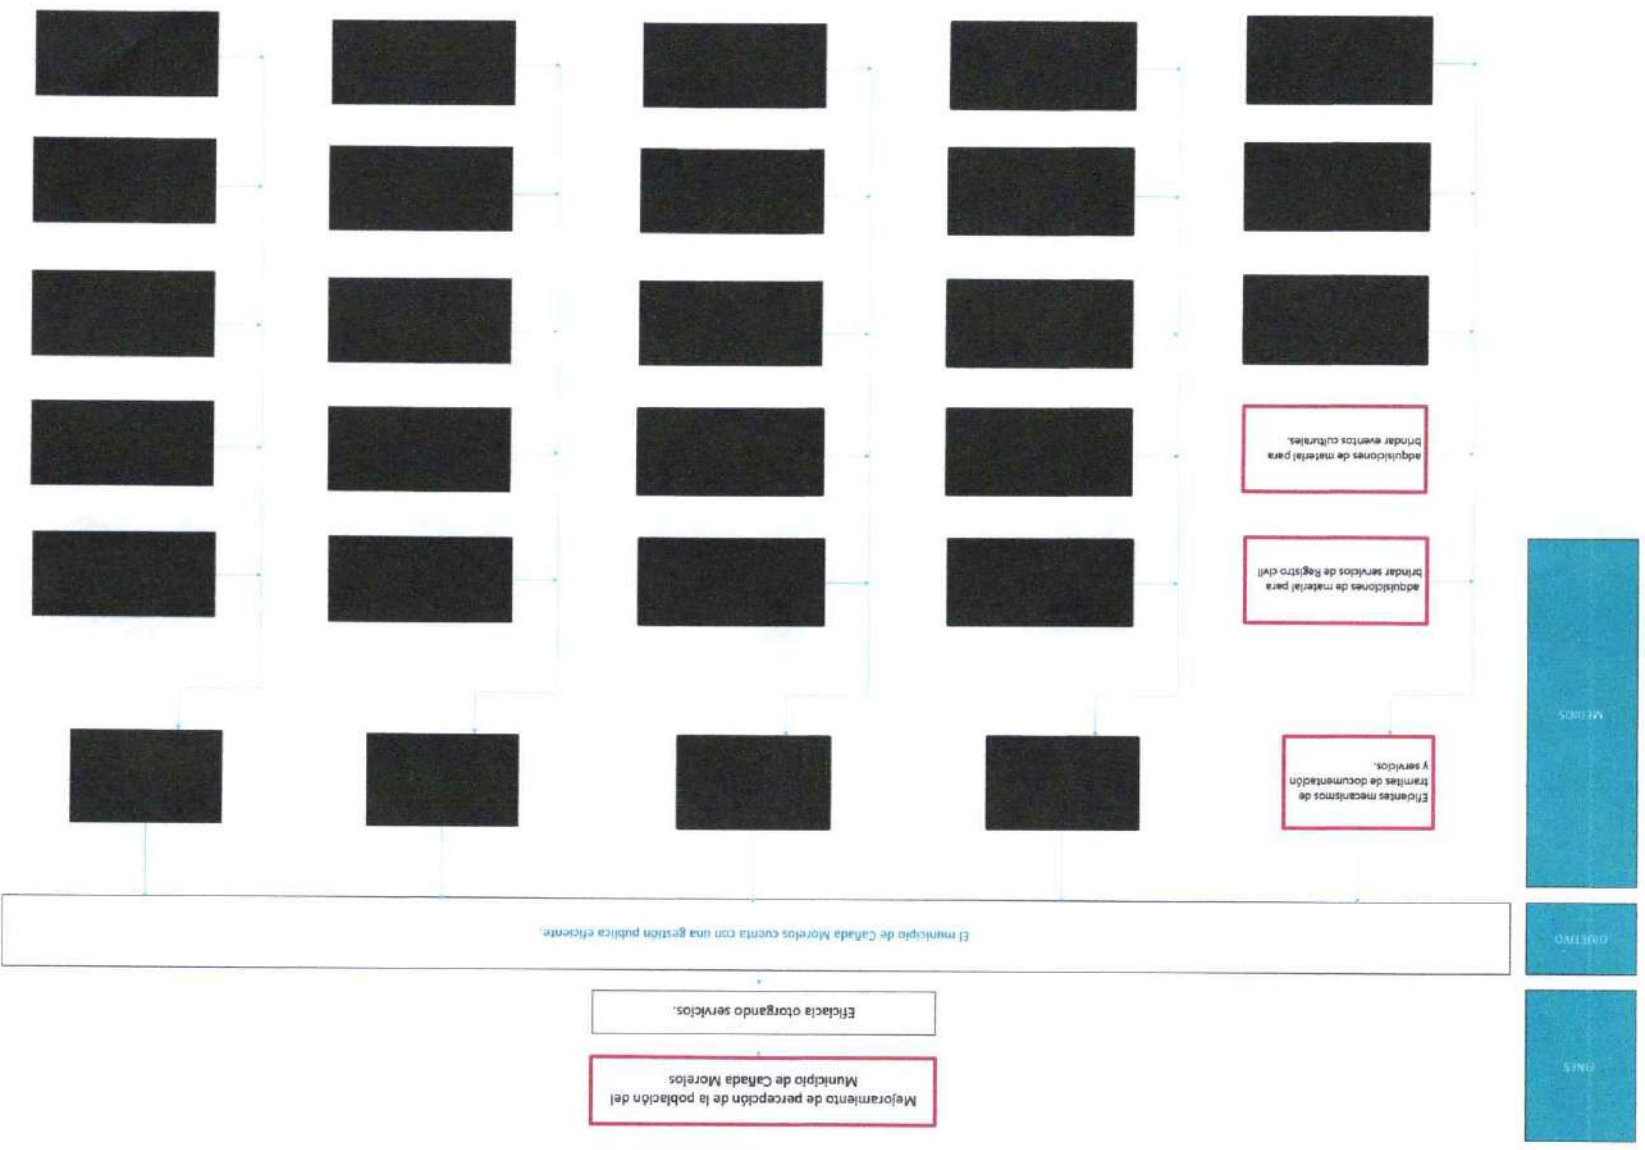 FINES
Mejoramiento de percepción de la población del
Municipio de Cañada Morelos
Eficiacia otorgando servicios.
OBJETIVO
El municipio de Cañada Morelos cuenta con una gestión publica eficiente.
MEDIOS
Eficientes mecanismos de
tramites de documentación
y servicios.
adquisiciones de material para
brindar servicios de Registro civil
adquisiciones de material para
brindar eventos culturales.